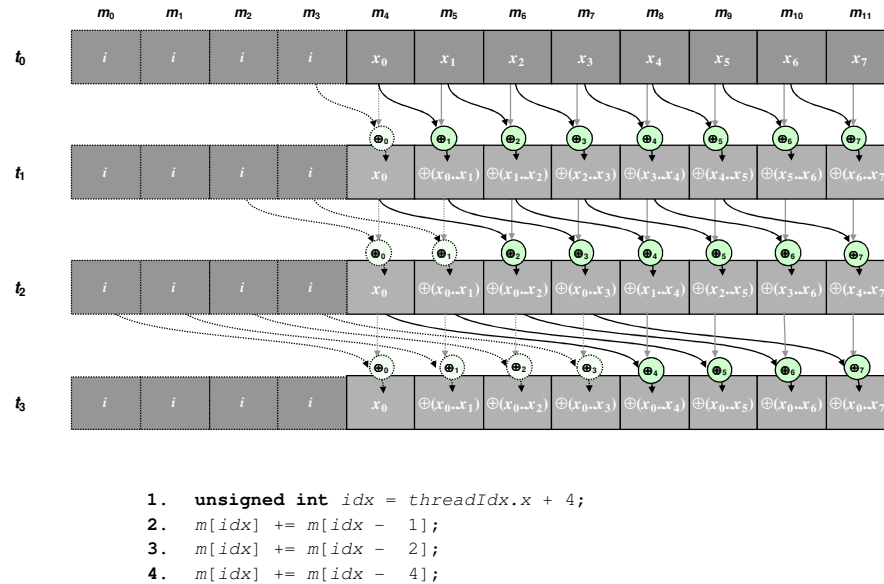 m0 m1 m2 m3 m4 m5 m6 m7 m8 m9 m10 m11
t0 i i i i x0 x1 x2 x3 x4 x5 x6 x7
⊕0 ⊕1 ⊕2 ⊕3 ⊕4 ⊕5 ⊕6 ⊕7
t1 i i i i x0 ⊕(x0..x1) ⊕(x1..x2) ⊕(x2..x3) ⊕(x3..x4) ⊕(x4..x5) ⊕(x5..x6) ⊕(x6..x7
⊕0 ⊕1 ⊕2 ⊕3 ⊕4 ⊕5 ⊕6 ⊕7
t2 i i i i x0 ⊕(x0..x1) ⊕(x0..x2) ⊕(x0..x3) ⊕(x1..x4) ⊕(x2..x5) ⊕(x3..x6) ⊕(x4..x7
⊕0 ⊕1 ⊕2 ⊕3 ⊕4 ⊕5 ⊕6 ⊕7
t3 i i i i x0 ⊕(x0..x1) ⊕(x0..x2) ⊕(x0..x3) ⊕(x0..x4) ⊕(x0..x5) ⊕(x0..x6) ⊕(x0..x7
1. unsigned int idx = threadIdx.x + 4;
2. m[idx] += m[idx - 1];
3. m[idx] += m[idx - 2];
4. m[idx] += m[idx - 4];